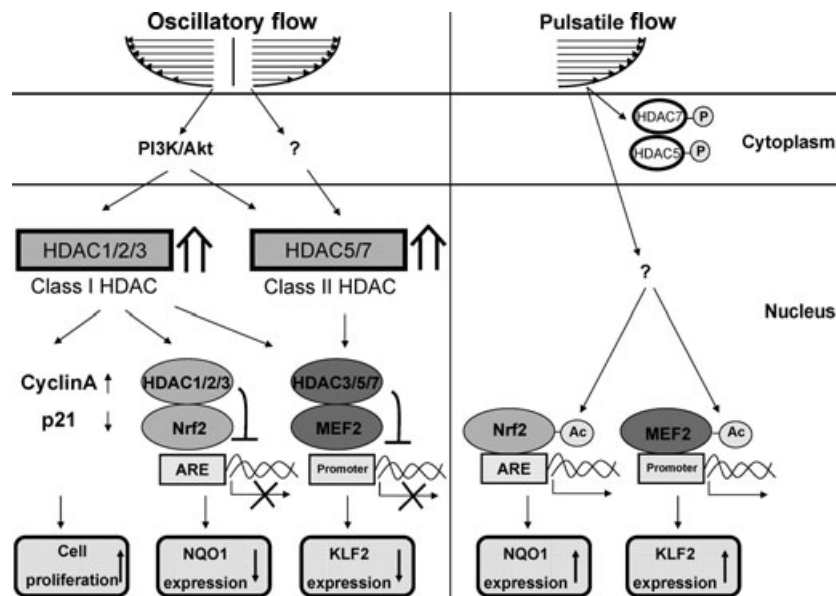 Oscillatory flow
Pulsatile flow
HDAC7 P
HDAC5 P
Cytoplasm
PI3K/Akt ?
HDAC1/2/3 HDAC5/7
Class I HDAC Class II HDAC
?
Nucleus
CyclinA
p21
HDAC1/2/3
Nrf2
ARE
HDAC3/5/7
MEF2
Promoter
Nrf2 Ac
ARE
MEF2 Ac
Promoter
Cell
proliferation
NQO1
expression
KLF2
expression
NQO1
expression
KLF2
expression